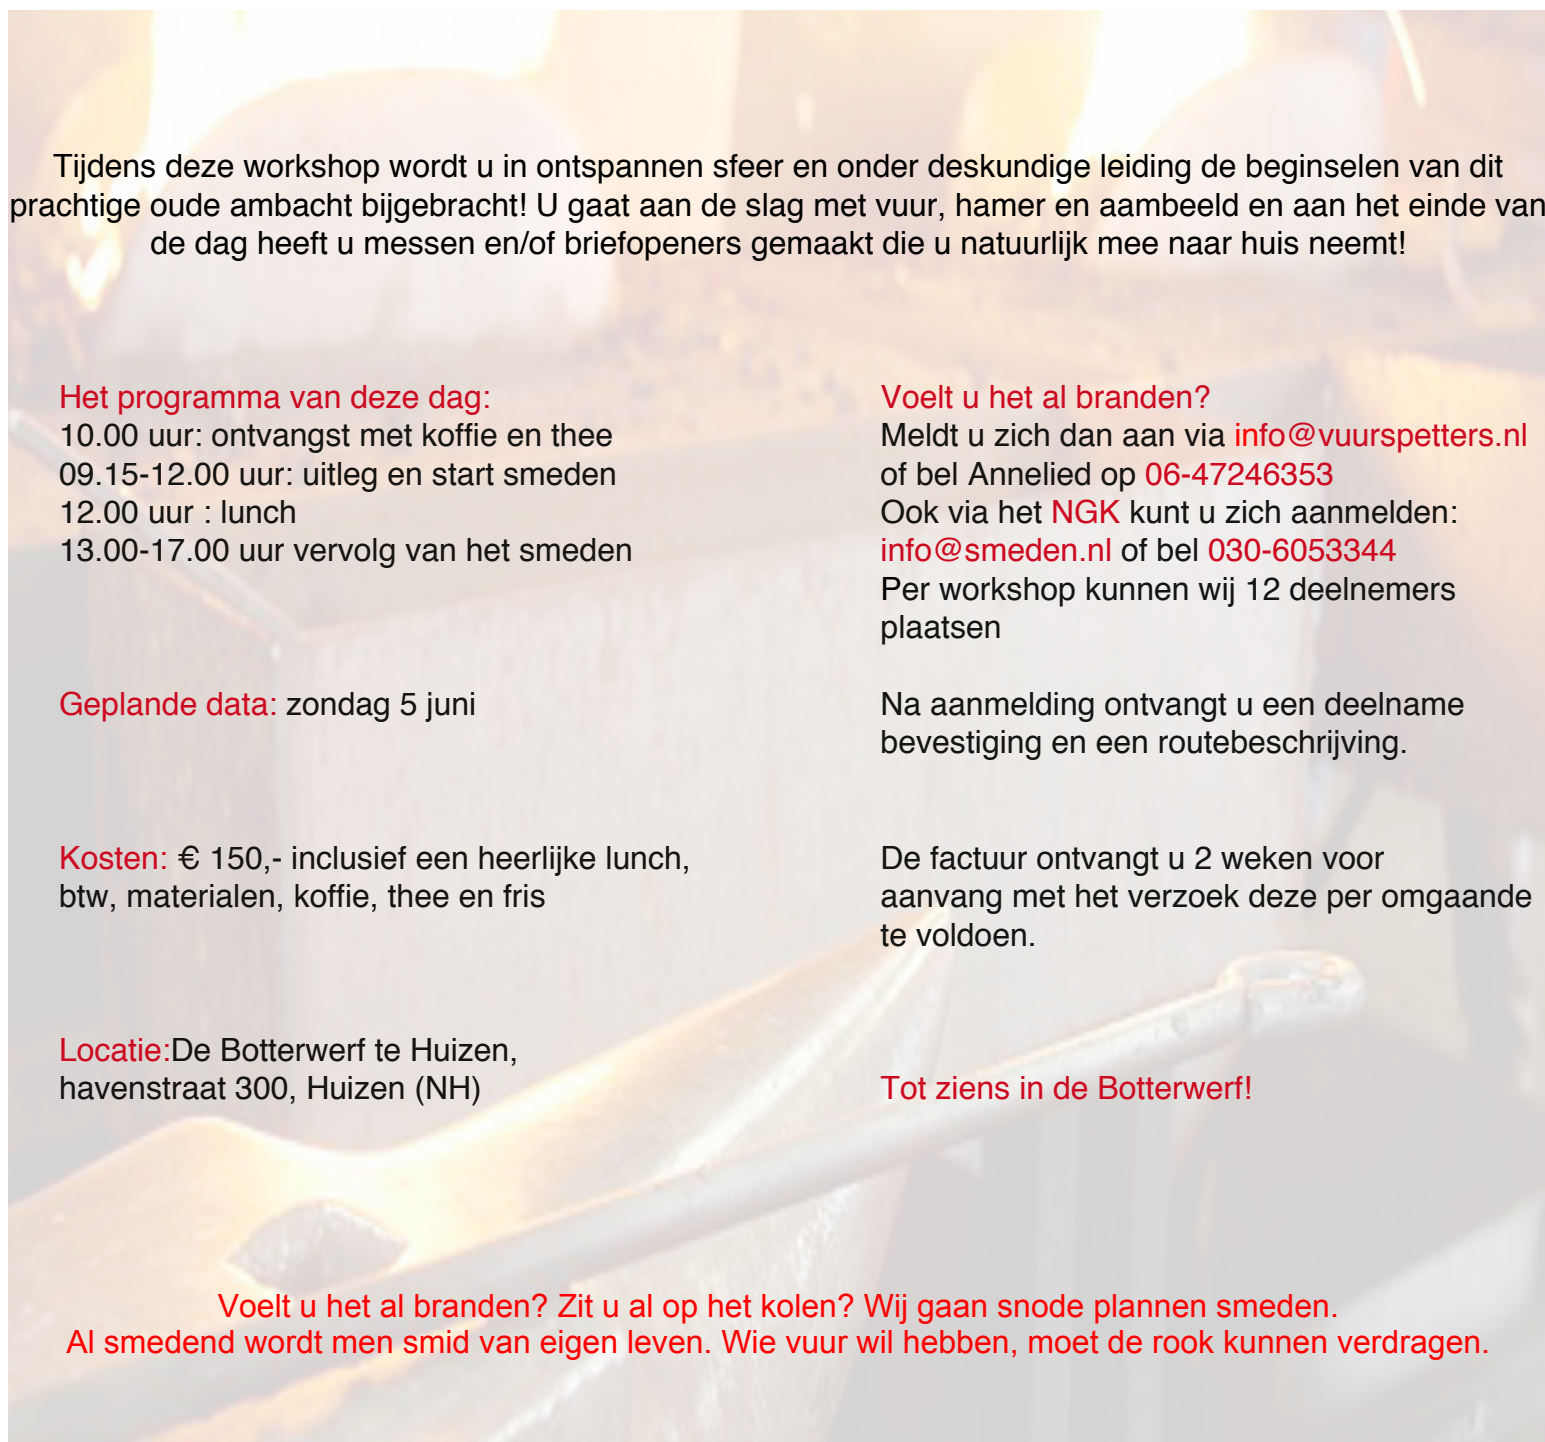 Tijdens deze workshop wordt u in ontspannen sfeer en onder deskundige leiding de beginselen van dit
prachtige oude ambacht bijgebracht! U gaat aan de slag met vuur, hamer en aambeeld en aan het einde van
de dag heeft u messen en/of briefopeners gemaakt die u natuurlijk mee naar huis neemt!
Het programma van deze dag:
10.00 uur: ontvangst met koffie en thee
09.15-12.00 uur: uitleg en start smeden
12.00 uur : lunch
13.00-17.00 uur vervolg van het smeden
Geplande data: zondag 5 juni
Kosten: € 150,- inclusief een heerlijke lunch,
btw, materialen, koffie, thee en fris
Locatie:De Botterwerf te Huizen,
havenstraat 300, Huizen (NH)
Voelt u het al branden?
Meldt u zich dan aan via info@vuurspetters.nl
of bel Annelied op 06-47246353
Ook via het NGK kunt u zich aanmelden:
info@smeden.nl of bel 030-6053344
Per workshop kunnen wij 12 deelnemers
plaatsen
Na aanmelding ontvangt u een deelname
bevestiging en een routebeschrijving.
De factuur ontvangt u 2 weken voor
aanvang met het verzoek deze per omgaande
te voldoen.
Tot ziens in de Botterwerf!
Voelt u het al branden? Zit u al op het kolen? Wij gaan snode plannen smeden.
Al smedend wordt men smid van eigen leven. Wie vuur wil hebben, moet de rook kunnen verdragen.